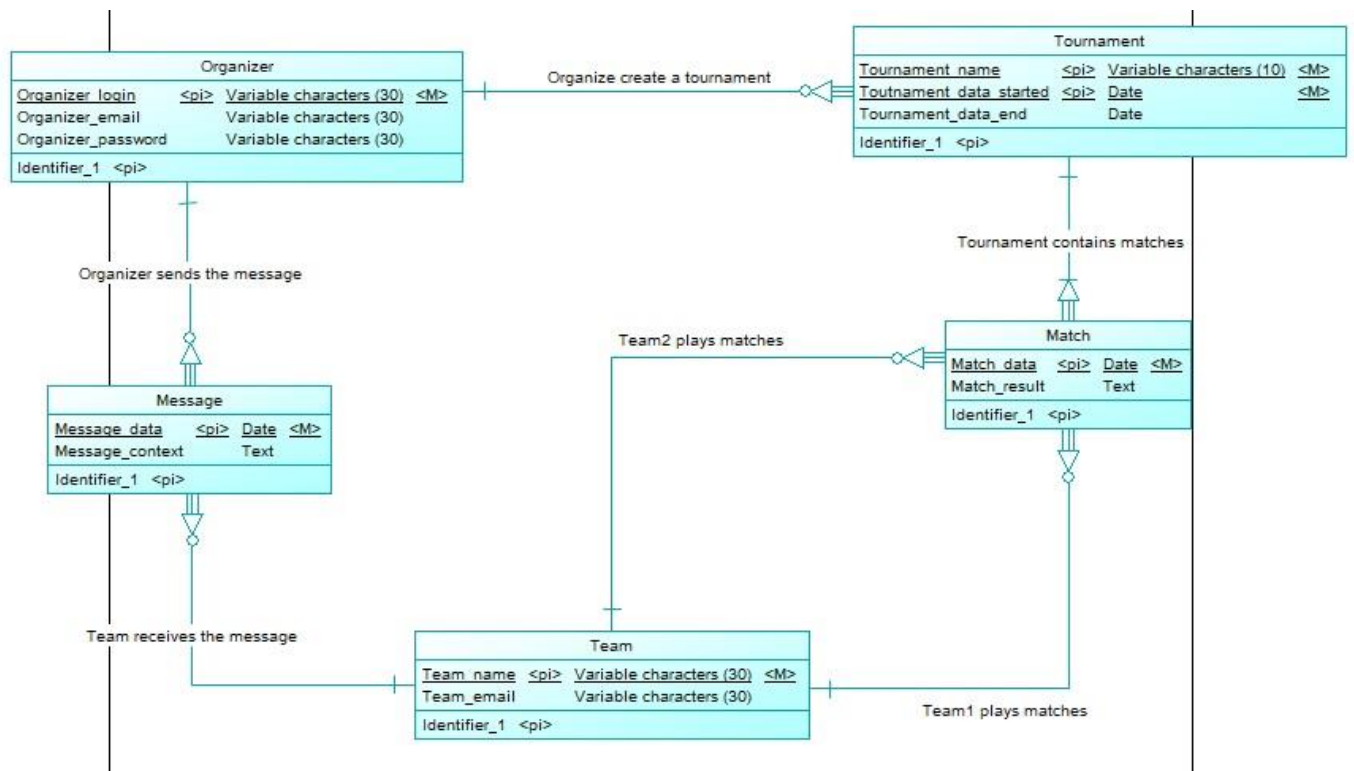 Organizer
Organizer_login <pi> Variable characters (30) <M>
Organizer_email Variable characters (30)
Organizer_password Variable characters (30)
Identifier_1 <pi>
Organize create a tournament
Tournament
Tournament_name <pi> Variable characters (10) <M>
Toutnament_data_started <pi> Date <M>
Tournament_data_end Date
Identifier_1 <pi>
Organizer sends the message
Tournament contains matches
Team2 plays matches
Match
Match_data <pi> Date <M>
Match_result Text
Identifier_1 <pi>
Message
Message_data <pi> Date <M>
Message_context Text
Identifier_1 <pi>
Team receives the message
Team
Team_name <pi> Variable characters (30) <M>
Team_email Variable characters (30)
Identifier_1 <pi>
Team1 plays matches